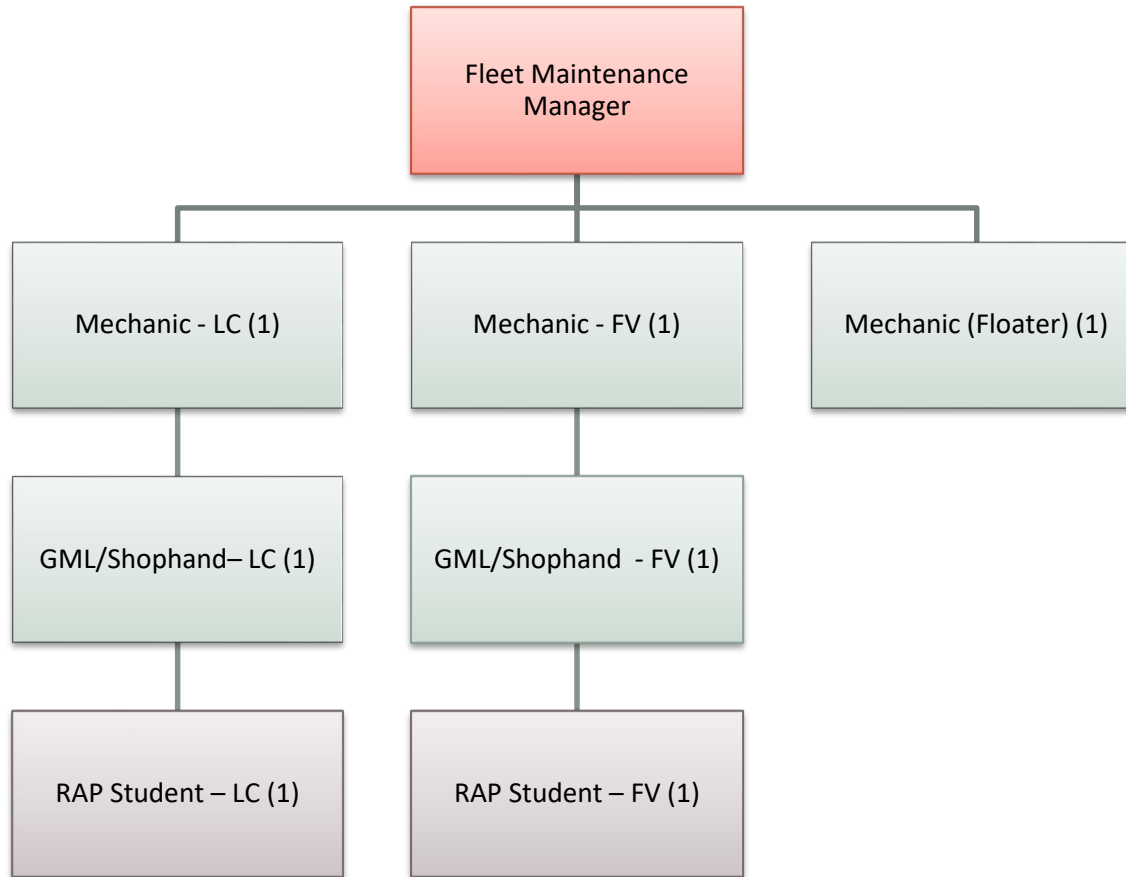 Fleet Maintenance
Manager
Mechanic - LC (1)
Mechanic - FV (1)
Mechanic (Floater) (1)
GML/Shophand– LC (1)
GML/Shophand  - FV (1)
RAP Student – LC (1)
RAP Student – FV (1)